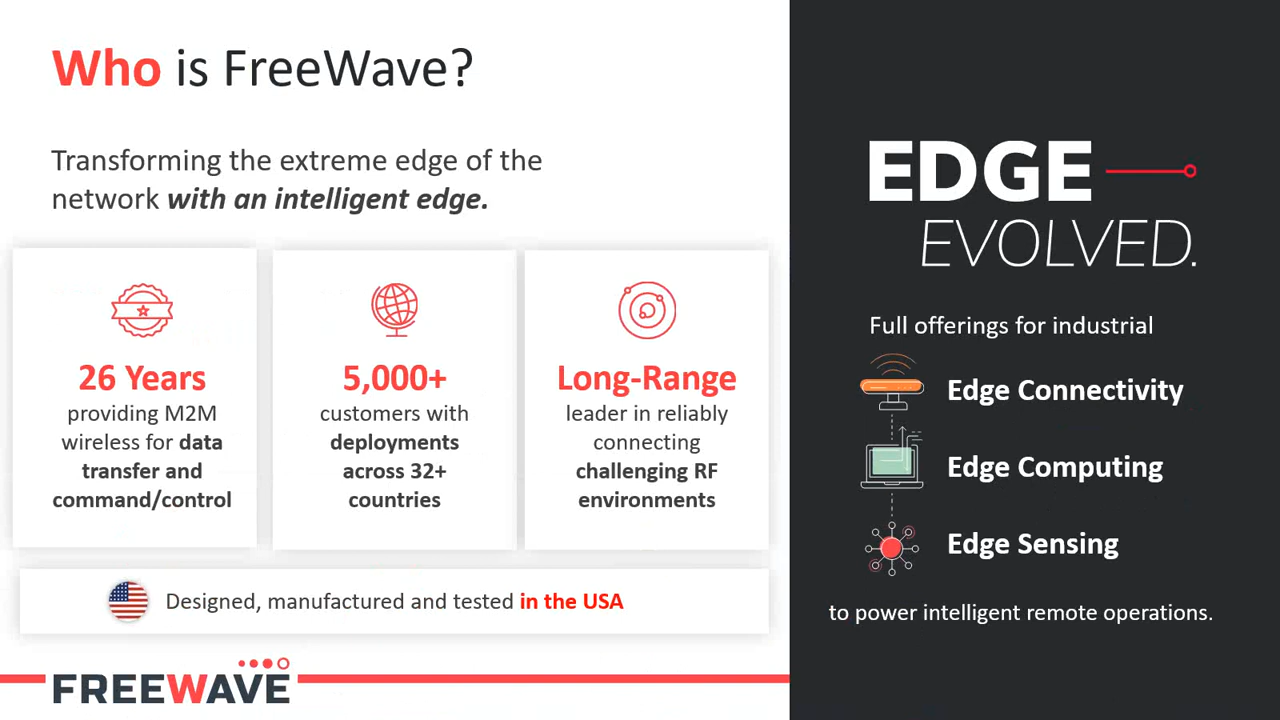 Who is FreeWave?
Transforming the extreme edge of the
network with an intelligent edge.
26 Years
providing M2M
wireless for data
transfer and
command/control
5,000+
customers with
deployments
across 32+
countries
Long-Range
leader in reliably
connecting
challenging RF
environments
Designed, manufactured and tested in the USA
FREEWAVE
EDGE
EVOLVED.
Full offerings for industrial
Edge Connectivity
Edge Computing
Edge Sensing
to power intelligent remote operations.